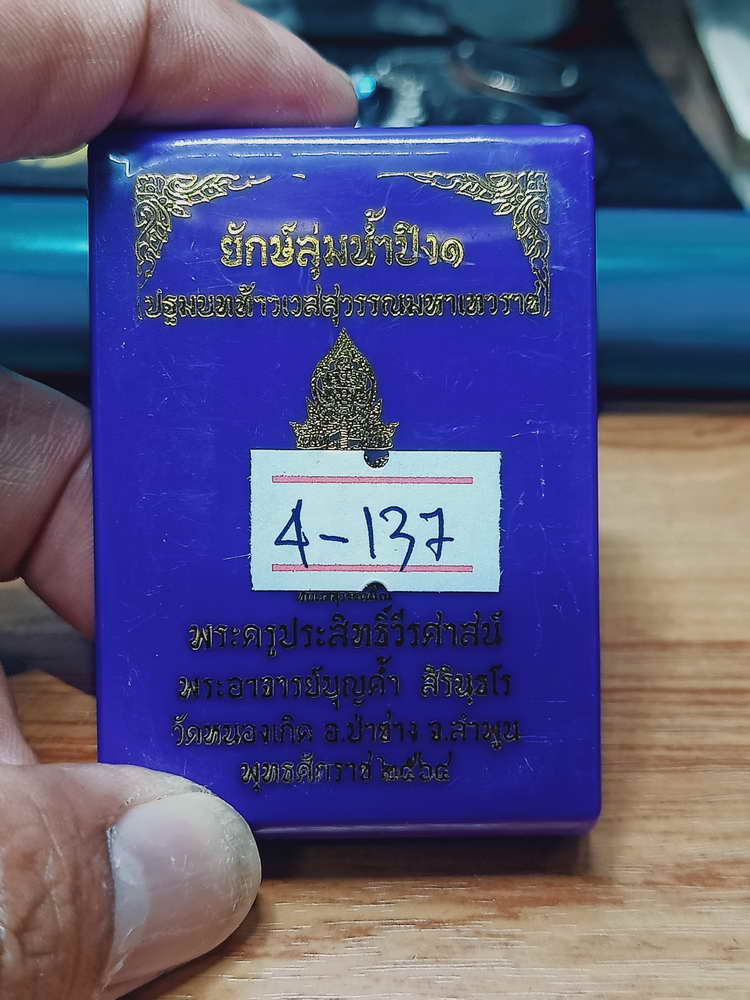 ยักษ์ลุ่มน้ำปิง๑
(ปฐมบทท้าวเวสสุวรรณมหาเทวราช)
4-137
พระครูประสิทธิ์วีรศาสน์
พระอาจารย์บุญค้ำ สิรินฺธโร
วัดหนองเกิด อ.ป่าซาง จ.ลำพูน
พุทธศักราช ๒๕๖๔